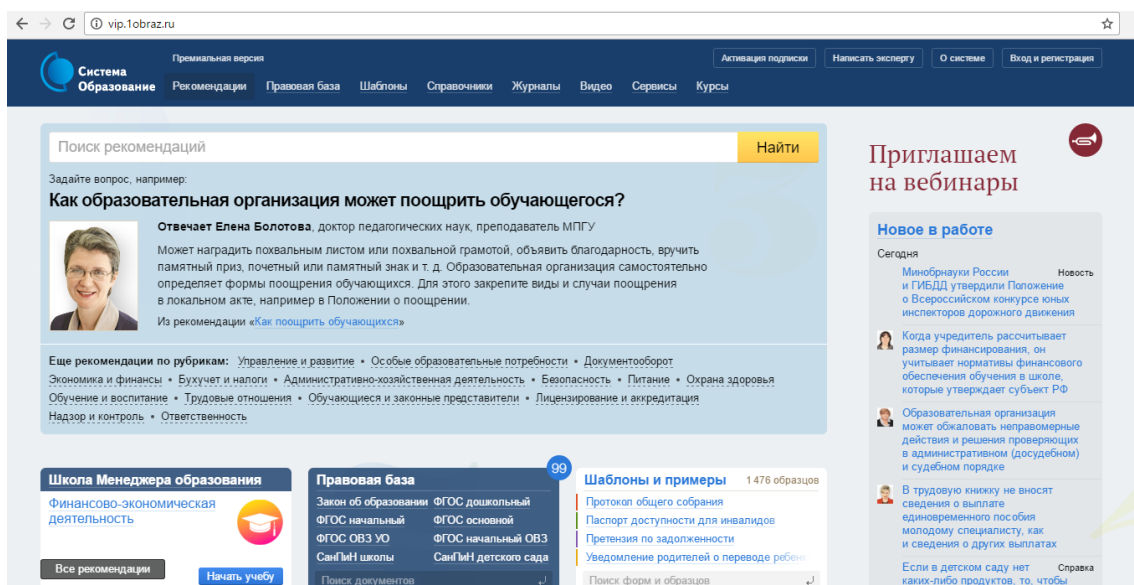 vip.1obraz.ru
Система
Образование
Премиальная версия
Активация подписки Написать эксперту О системе Вход и регистрация
Рекомендации Правовая база Шаблоны Справочники Журналы Видео Сервисы Курсы
Поиск рекомендаций Найти
Задайте вопрос, например:
Как образовательная организация может поощрить обучающегося?
Отвечает Елена Болотова, доктор педагогических наук, преподаватель МПГУ
Может наградить похвальным листом или похвальной грамотой, объявить благодарность, вручить
памятный приз, почетный или памятный знак и т. д. Образовательная организация самостоятельно
определяет формы поощрения обучающихся. Для этого закрепите виды и случаи поощрения
в локальном акте, например в Положении о поощрении.
Из рекомендации «Как поощрить обучающихся»
Еще рекомендации по рубрикам: Управление и развитие • Особые образовательные потребности • Документооборот
Экономика и финансы • Бухучет и налоги • Административно-хозяйственная деятельность • Безопасность • Питание • Охрана здоровья
Обучение и воспитание • Трудовые отношения • Обучающиеся и законные представители • Лицензирование и аккредитация
Надзор и контроль • Ответственность
Приглашаем
на вебинары
Новое в работе
Сегодня
Минобрнауки России Новость
и ГИБДД утвердили Положение
о Всероссийском конкурсе юных
инспекторов дорожного движения
Когда учредитель рассчитывает
размер финансирования, он
учитывает нормативы финансового
обеспечения обучения в школе,
которые утверждает субъект РФ
Образовательная организация
может обжаловать неправомерные
действия и решения проверяющих
в административном (досудебном)
и судебном порядке
В трудовую книжку не вносят
сведения о выплате
единовременного пособия
молодому специалисту, как
и сведения о других выплатах
Если в детском саду нет Справка
каких-либо продуктов, то, чтобы
Школа Менеджера образования
Финансово-экономическая
деятельность
Все рекомендации
Начать учебу
Правовая база 99
Закон об образовании ФГОС дошкольный
ФГОС начальный ФГОС основной
ФГОС ОВЗ УО ФГОС начальный ОВЗ
СанПиН школы СанПиН детского сада
Поиск документов
Шаблоны и примеры 1 476 образцов
Протокол общего собрания
Паспорт доступности для инвалидов
Претензия по задолженности
Уведомление родителей о переводе ребен
Поиск форм и образцов